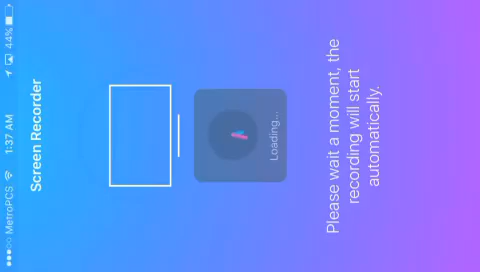 MetroPCS 1:37 AM 44%
Screen Recorder
Loading...
Please wait a moment, the
recording will start
automatically.